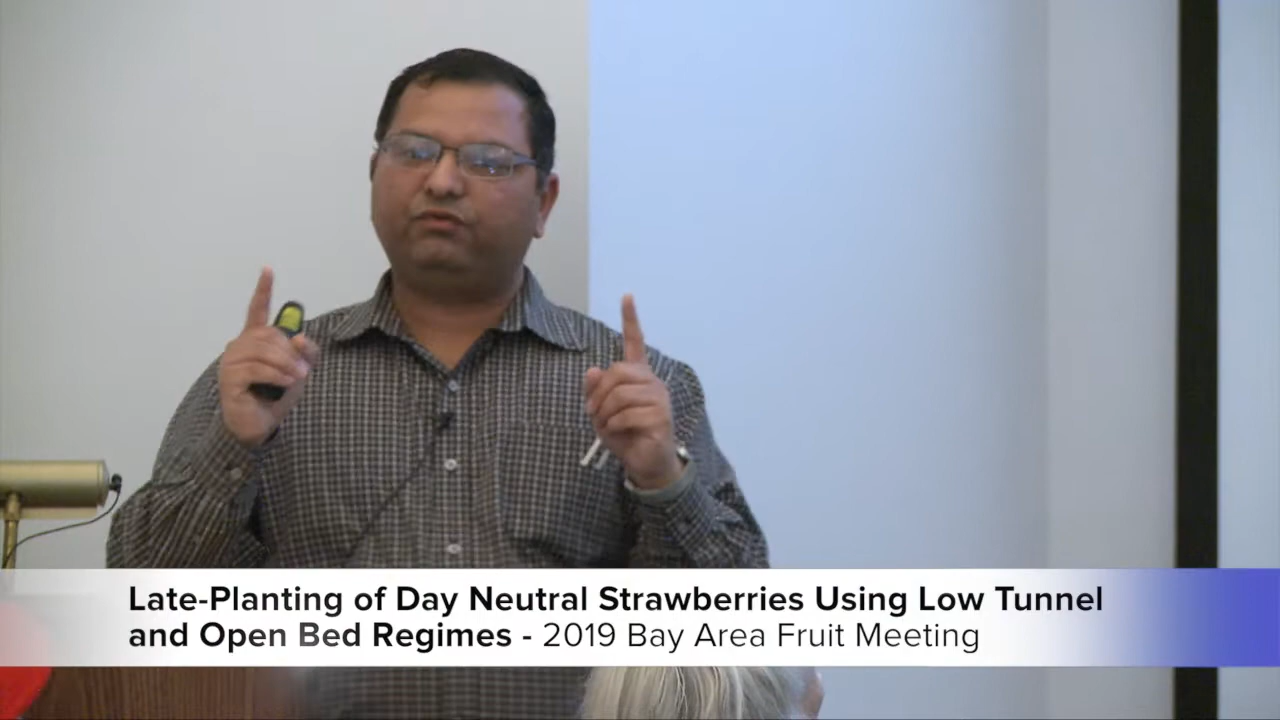 Late-Planting of Day Neutral Strawberries Using Low Tunnel
and Open Bed Regimes - 2019 Bay Area Fruit Meeting